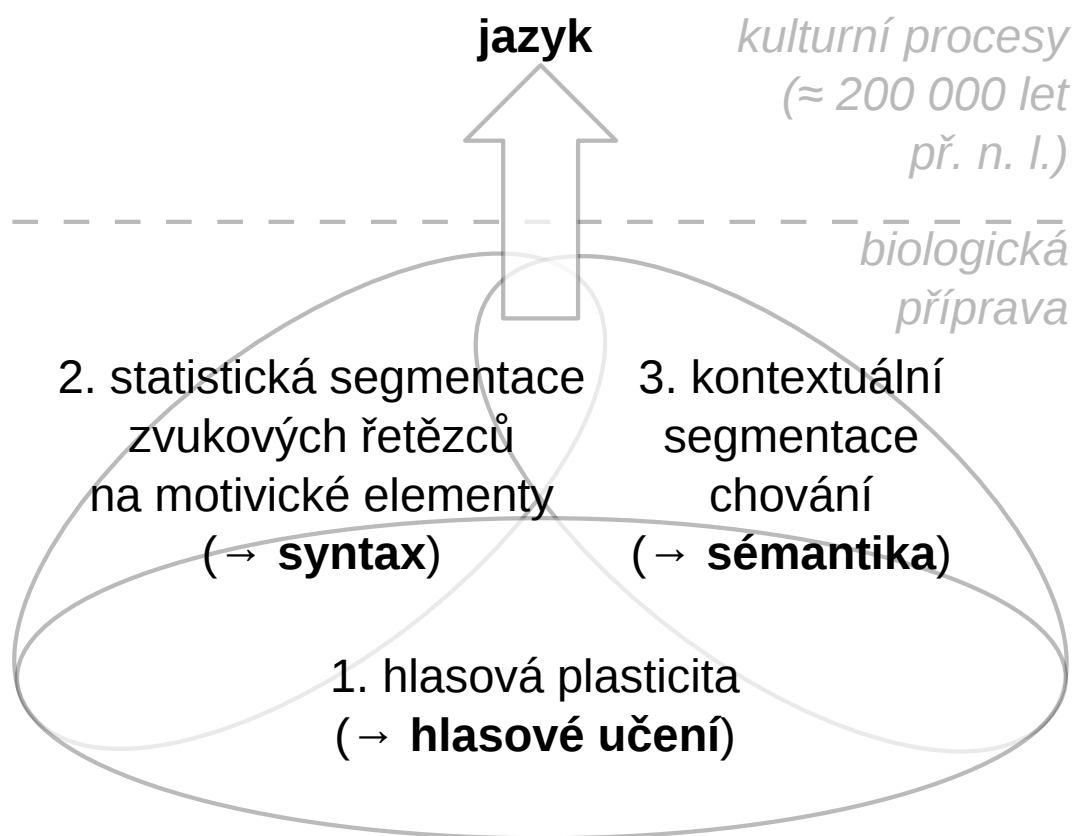 jazyk
kulturní procesy
(≈ 200 000 let
př. n. l.)
biologická
příprava
2. statistická segmentace
zvukových řetězců
na motivické elementy
(→ syntax)
3. kontextuální
segmentace
chování
(→ sémantika)
1. hlasová plasticita
(→ hlasové učení)